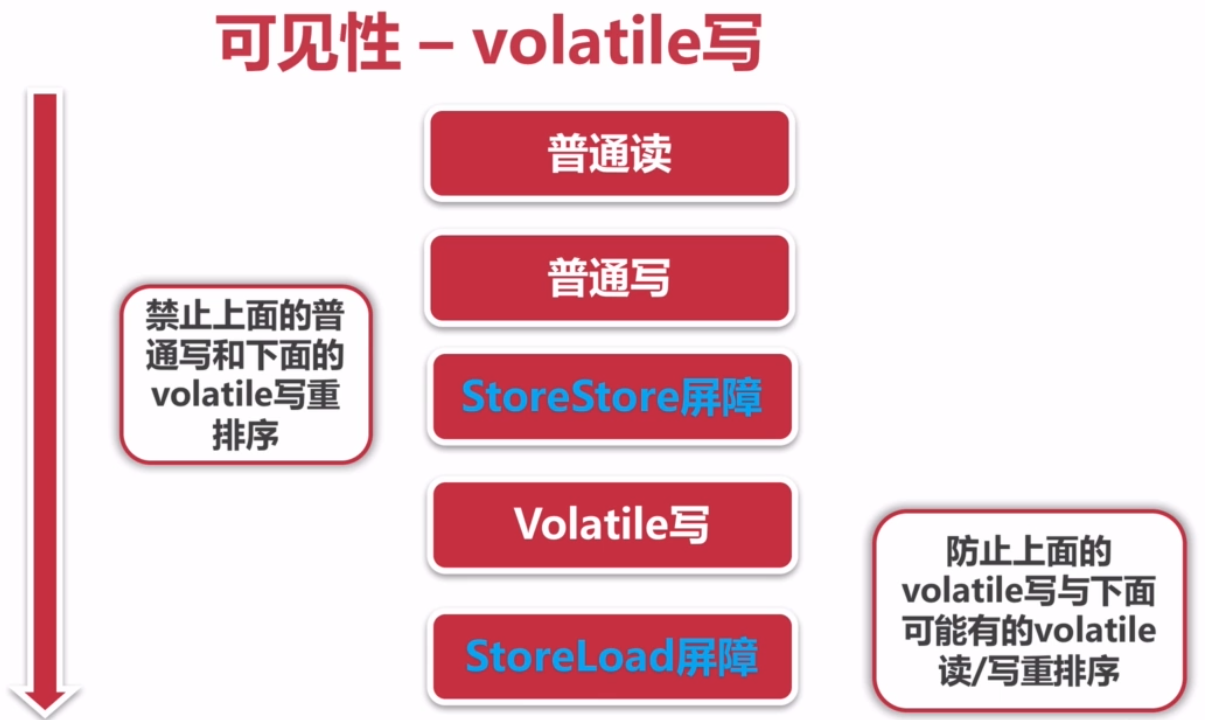 可见性 – volatile写
普通读
普通写
禁止上面的普
通写和下面的
volatile写重
排序
StoreStore屏障
Volatile写
防止上面的
volatile写与下面
可能有的volatile
读/写重排序
StoreLoad屏障